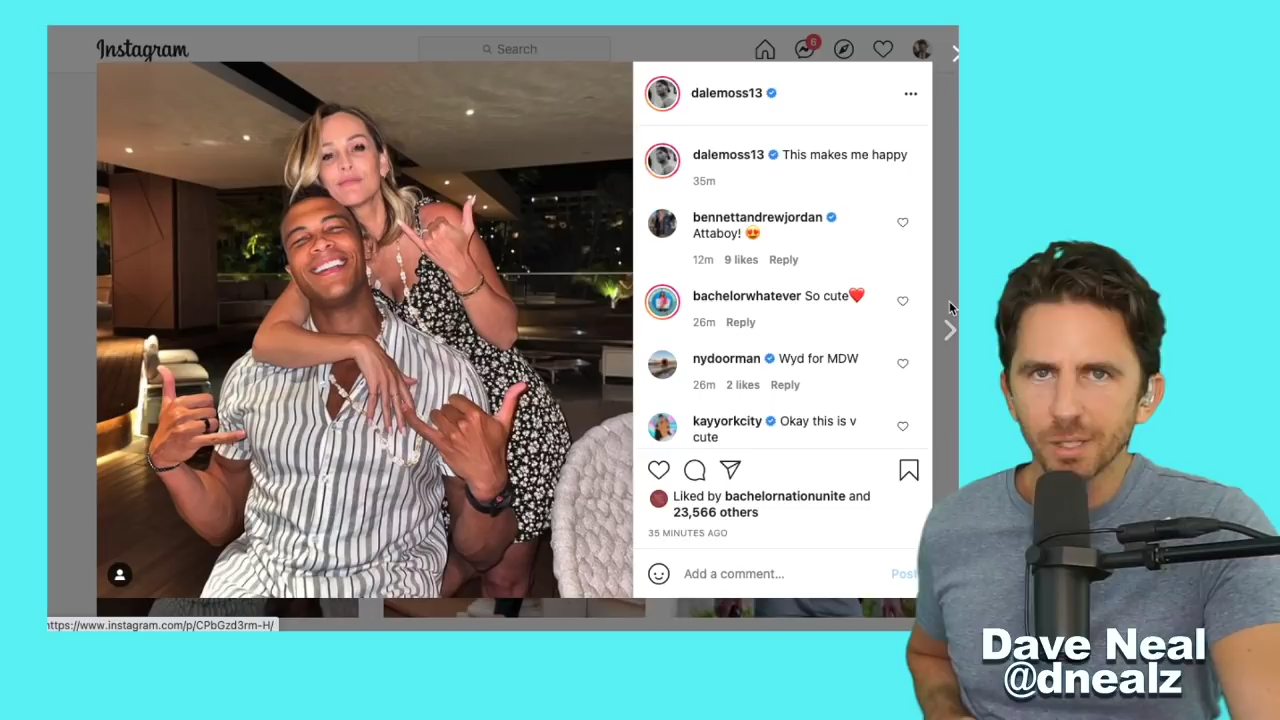 Instagram
Search
6
dalemoss13
dalemoss13 This makes me happy
35m
bennettandrewjordan
Attaboy! 😍
12m 9 likes Reply
bachelorwhatever So cute❤️
26m Reply
nydoorman Wyd for MDW
26m 2 likes Reply
kayyorkcity Okay this is v
cute
Liked by bachelornationunite and
23,566 others
35 MINUTES AGO
Add a comment...
Post
https://www.instagram.com/p/CPbGzd3rm-H/
Dave Neal
@dnealz